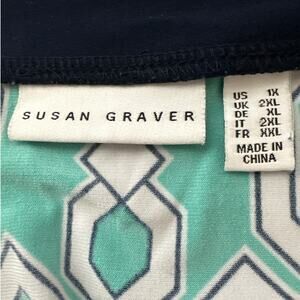 SUSAN GRAVER
US 1X
UK 2XL
DE XL
IT 2XL
FR XXL
MADE IN
CHINA